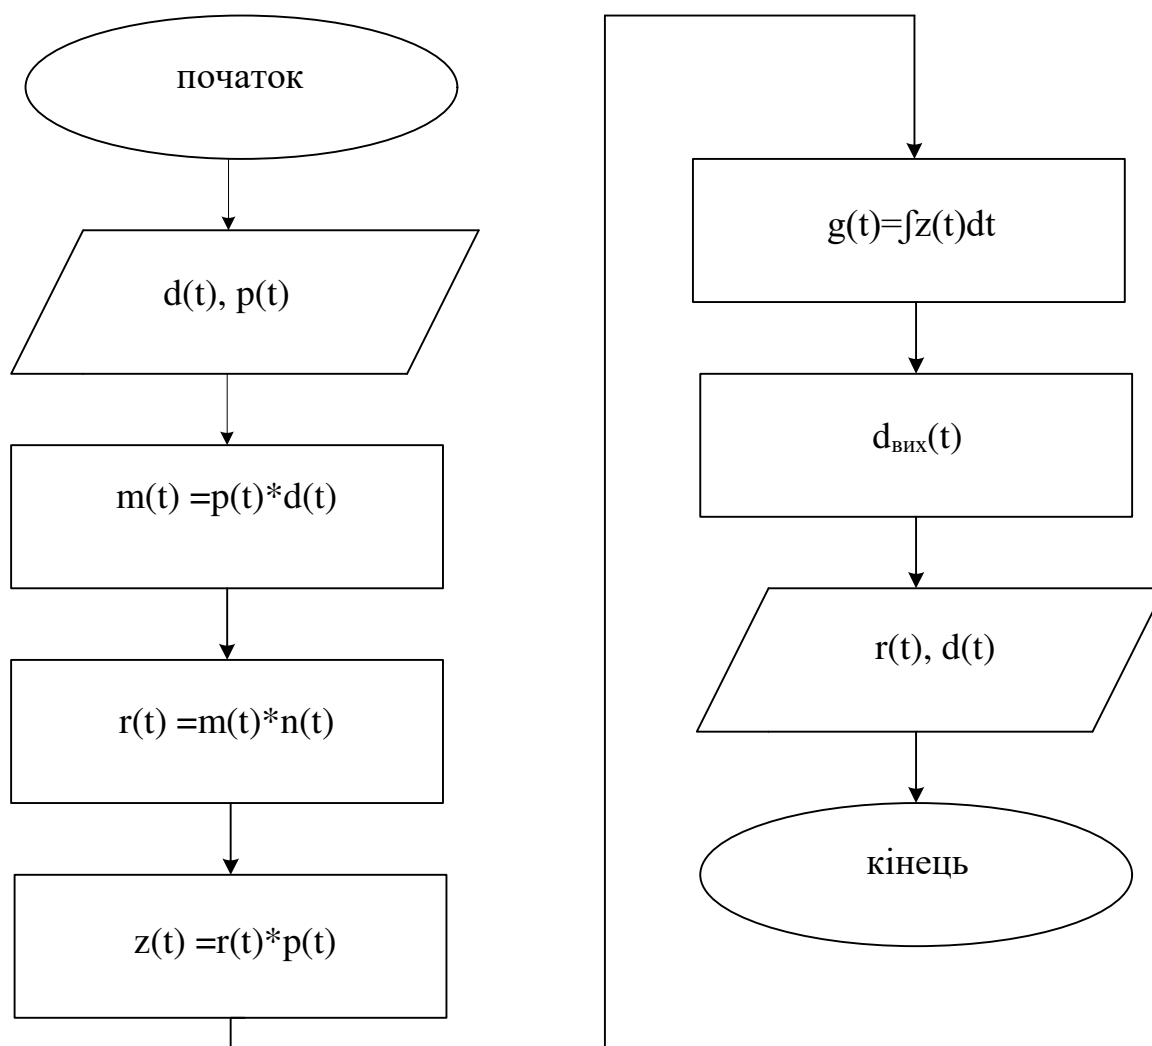 початок
d(t), p(t)
m(t) =p(t)*d(t)
r(t) =m(t)*n(t)
z(t) =r(t)*p(t)
g(t)=∫z(t)dt
dвих(t)
r(t), d(t)
кінець